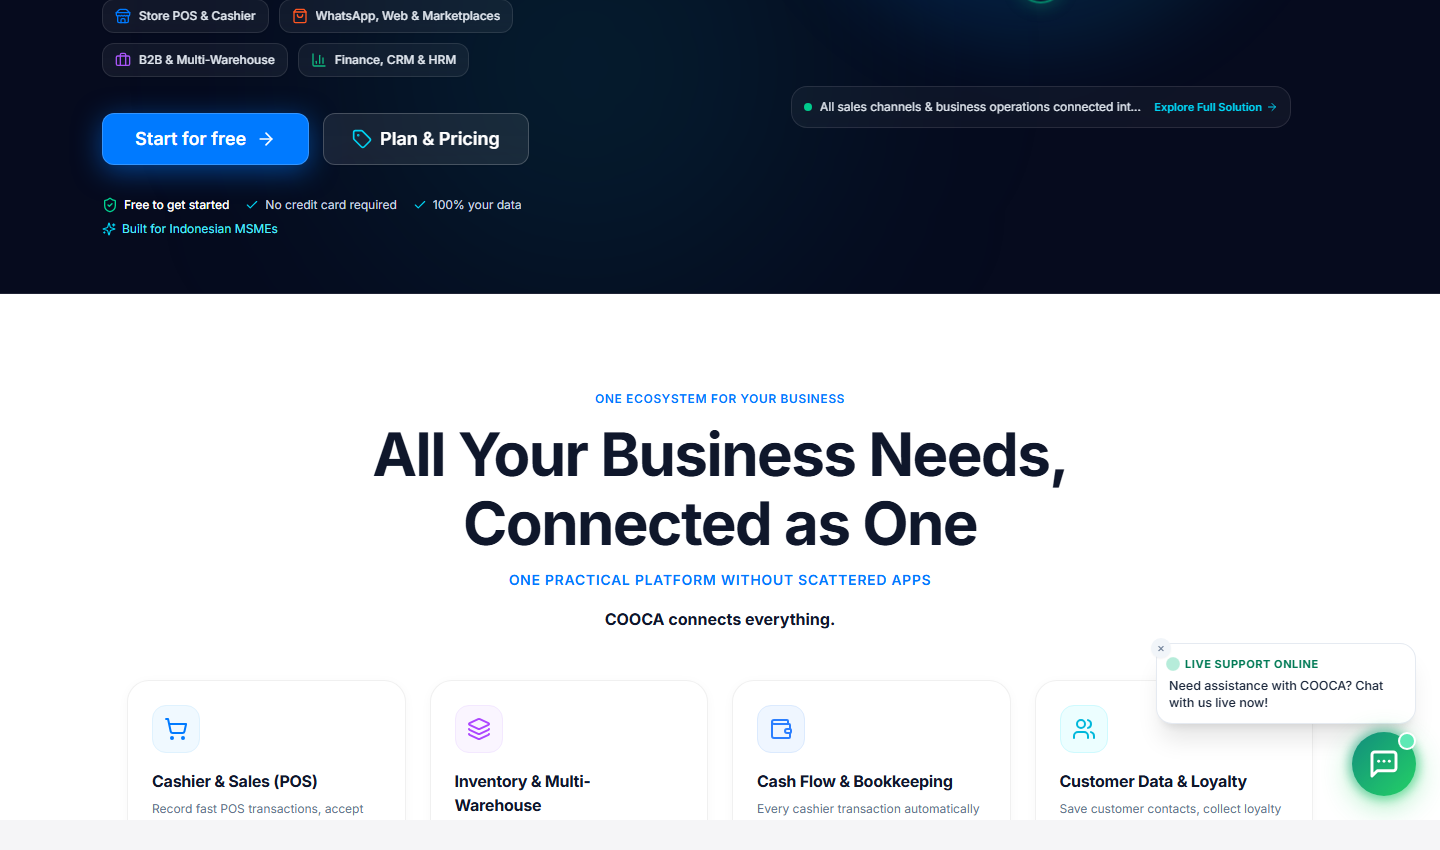 Store POS & Cashier
WhatsApp, Web & Marketplaces
B2B & Multi-Warehouse
Finance, CRM & HRM
Start for free
Plan & Pricing
Free to get started
No credit card required
100% your data
Built for Indonesian MSMEs
All sales channels & business operations connected int...
Explore Full Solution
ONE ECOSYSTEM FOR YOUR BUSINESS
All Your Business Needs,
Connected as One
ONE PRACTICAL PLATFORM WITHOUT SCATTERED APPS
COOCA connects everything.
Cashier & Sales (POS)
Record fast POS transactions, accept
Inventory & Multi-
Warehouse
Cash Flow & Bookkeeping
Every cashier transaction automatically
Customer Data & Loyalty
Save customer contacts, collect loyalty
LIVE SUPPORT ONLINE
Need assistance with COOCA? Chat
with us live now!